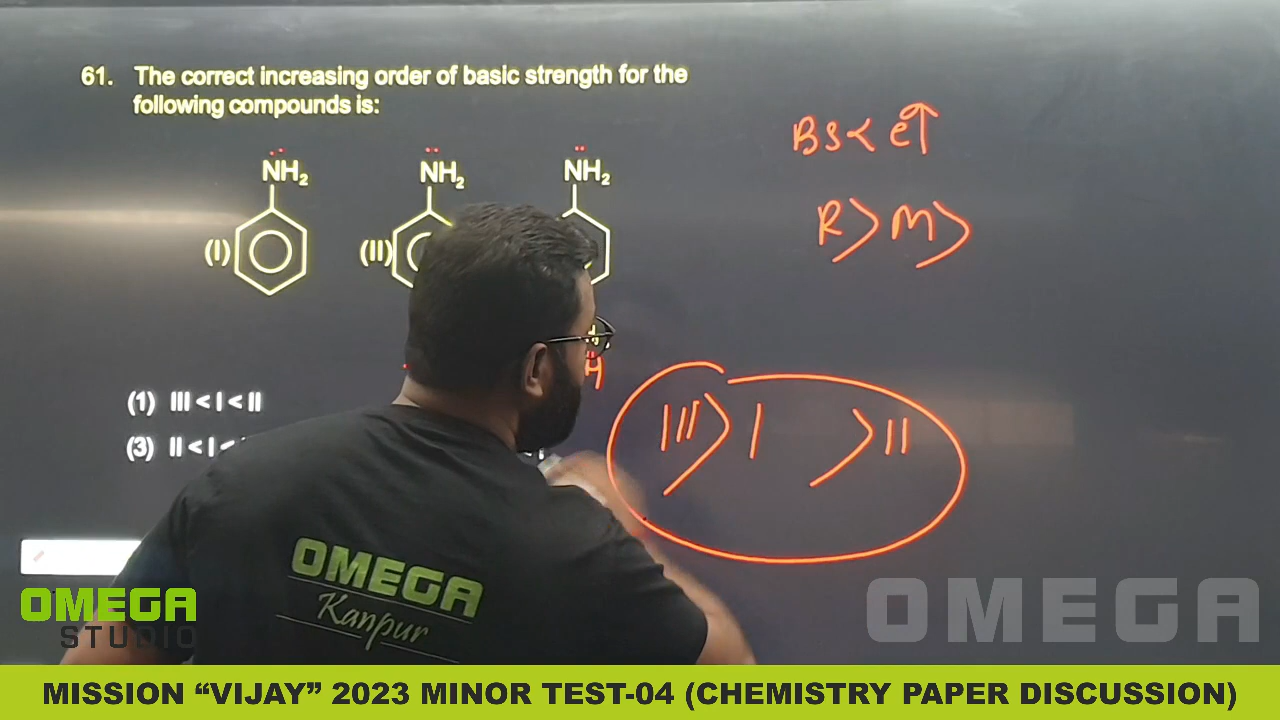 61. The correct increasing order of basic strength for the
following compounds is:
BS < e↑
R > M >
NH₂ NH₂ NH₂
(I) (II)
H
(1) III < I < II
(3) II < I <
III > I > II
OMEGA
Kanpur
OMEGA
STUDIO
OMEGA
MISSION “VIJAY” 2023 MINOR TEST-04 (CHEMISTRY PAPER DISCUSSION)